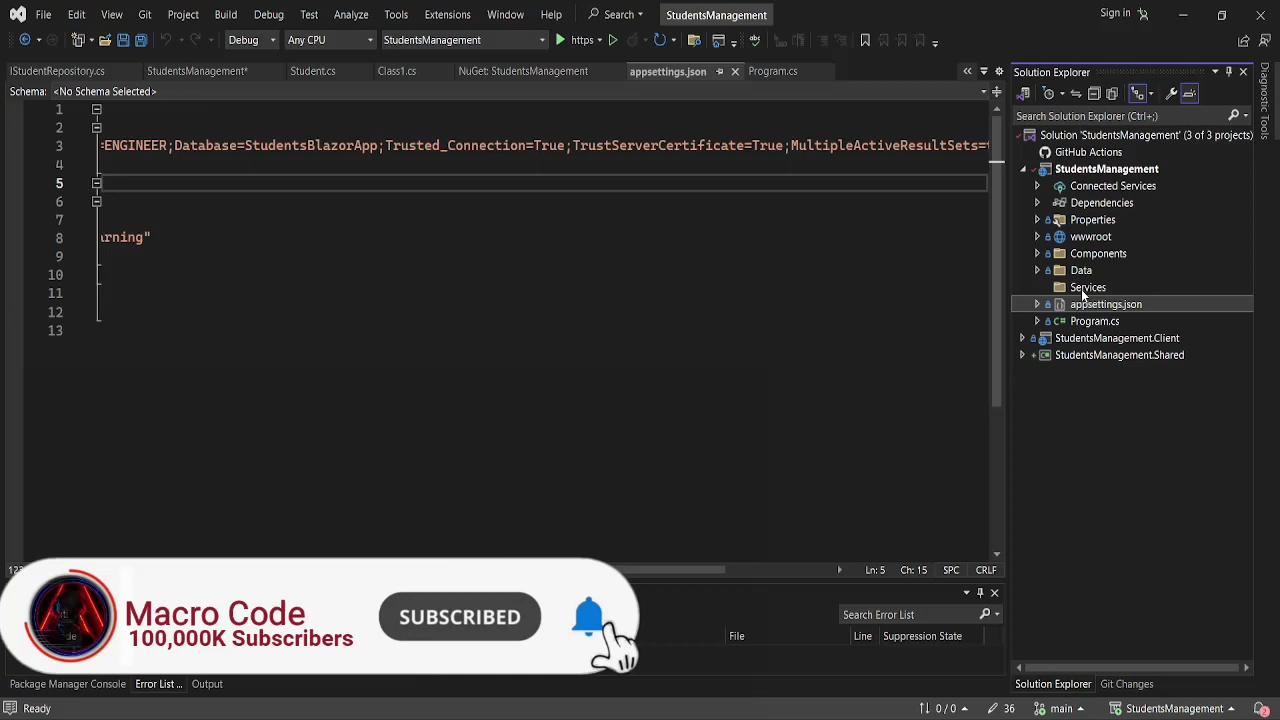 File Edit View Git Project Build Debug Test Analyze Tools Extensions Window Help Search StudentsManagement Sign in
Debug Any CPU StudentsManagement https
IStudentRepository.cs StudentsManagement* Student.cs Class1.cs NuGet: StudentsManagement appsettings.json Program.cs
Solution Explorer
Schema: <No Schema Selected>
Search Solution Explorer (Ctrl+;)
1
2
3 =ENGINEER;Database=StudentsBlazorApp;Trusted_Connection=True;TrustServerCertificate=True;MultipleActiveResultSets=
4
5
6
7
8 arning"
9
10
11
12
13
Solution 'StudentsManagement' (3 of 3 projects)
GitHub Actions
StudentsManagement
Connected Services
Dependencies
Properties
wwwroot
Components
Data
Services
appsettings.json
Program.cs
StudentsManagement.Client
StudentsManagement.Shared
Diagnostic Tools
Ln: 5 Ch: 15 SPC CRLF
Macro Code
100,000K Subscribers
SUBSCRIBED
Search Error List
File Line Suppression State
Package Manager Console Error List ... Output
Solution Explorer Git Changes
Ready 0 / 0 36 main StudentsManagement 2